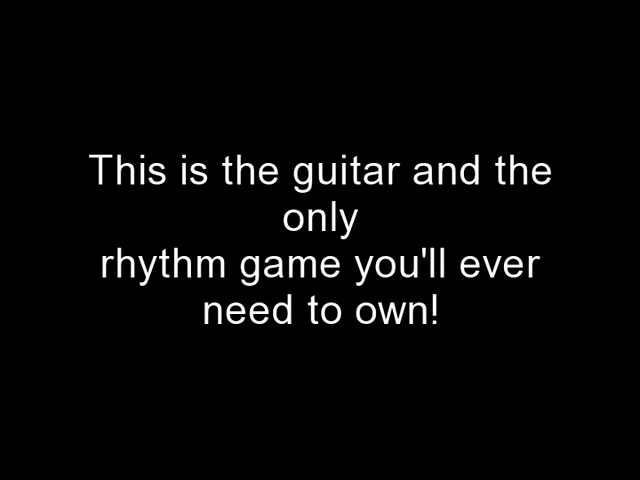 This is the guitar and the
only
rhythm game you'll ever
need to own!